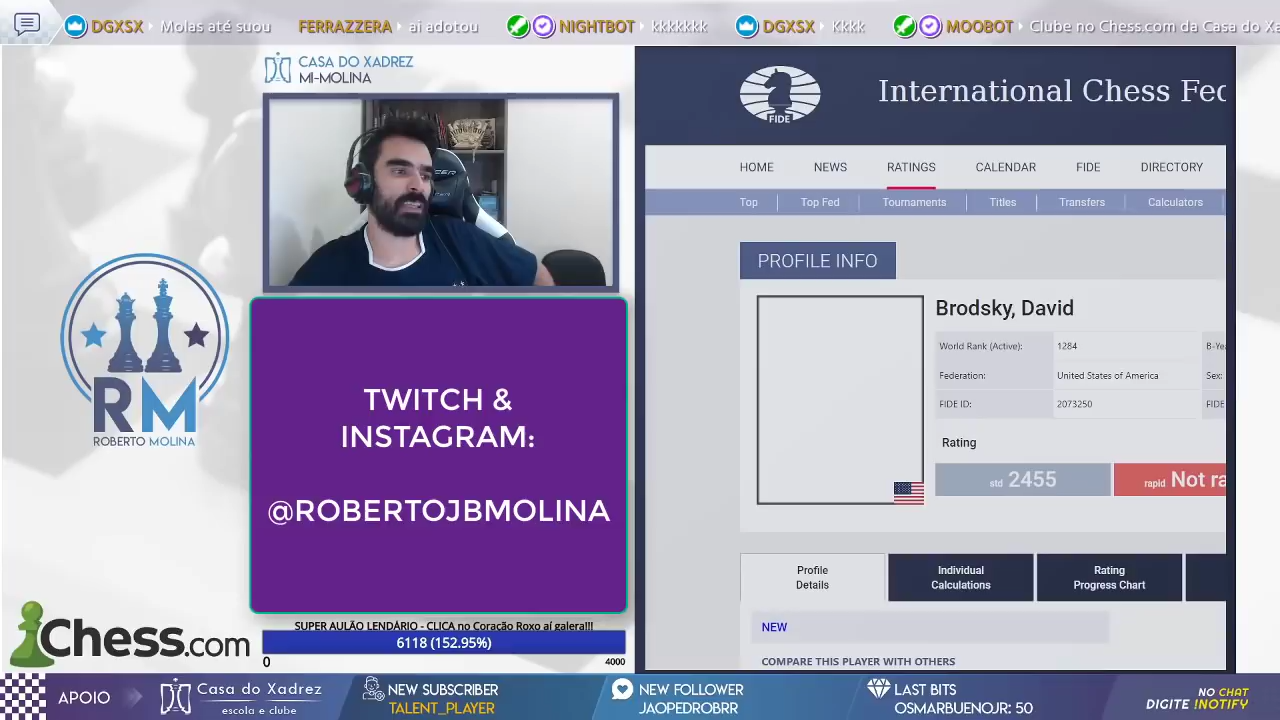 DGXSX Molas até suou FERRAZZERA ai adotou NIGHTBOT kkkkkkk DGXSX Kkkk MOOBOT Clube no Chess.com da Casa do Xa
CASA DO XADREZ
MI-MOLINA
RM
ROBERTO MOLINA
TWITCH &
INSTAGRAM:
@ROBERTOJBMOLINA
Chess.com
SUPER AULÃO LENDÁRIO - CLICA no Coração Roxo aí galera!!!
6118 (152.95%)
0 4000
FIDE
International Chess Fed
HOME NEWS RATINGS CALENDAR FIDE DIRECTORY
Top Top Fed Tournaments Titles Transfers Calculators
PROFILE INFO
Brodsky, David
World Rank (Active): 1284 B-Yea
Federation: United States of America Sex:
FIDE ID: 2073250 FIDE
Rating
std 2455 rapid Not ra
Profile
Details
Individual
Calculations
Rating
Progress Chart
NEW
COMPARE THIS PLAYER WITH OTHERS
APOIO
Casa do Xadrez
escola e clube
NEW SUBSCRIBER
TALENT_PLAYER
NEW FOLLOWER
JAOPEDROBRR
LAST BITS
OSMARBUENOJR: 50
NO CHAT
DIGITE !NOTIFY